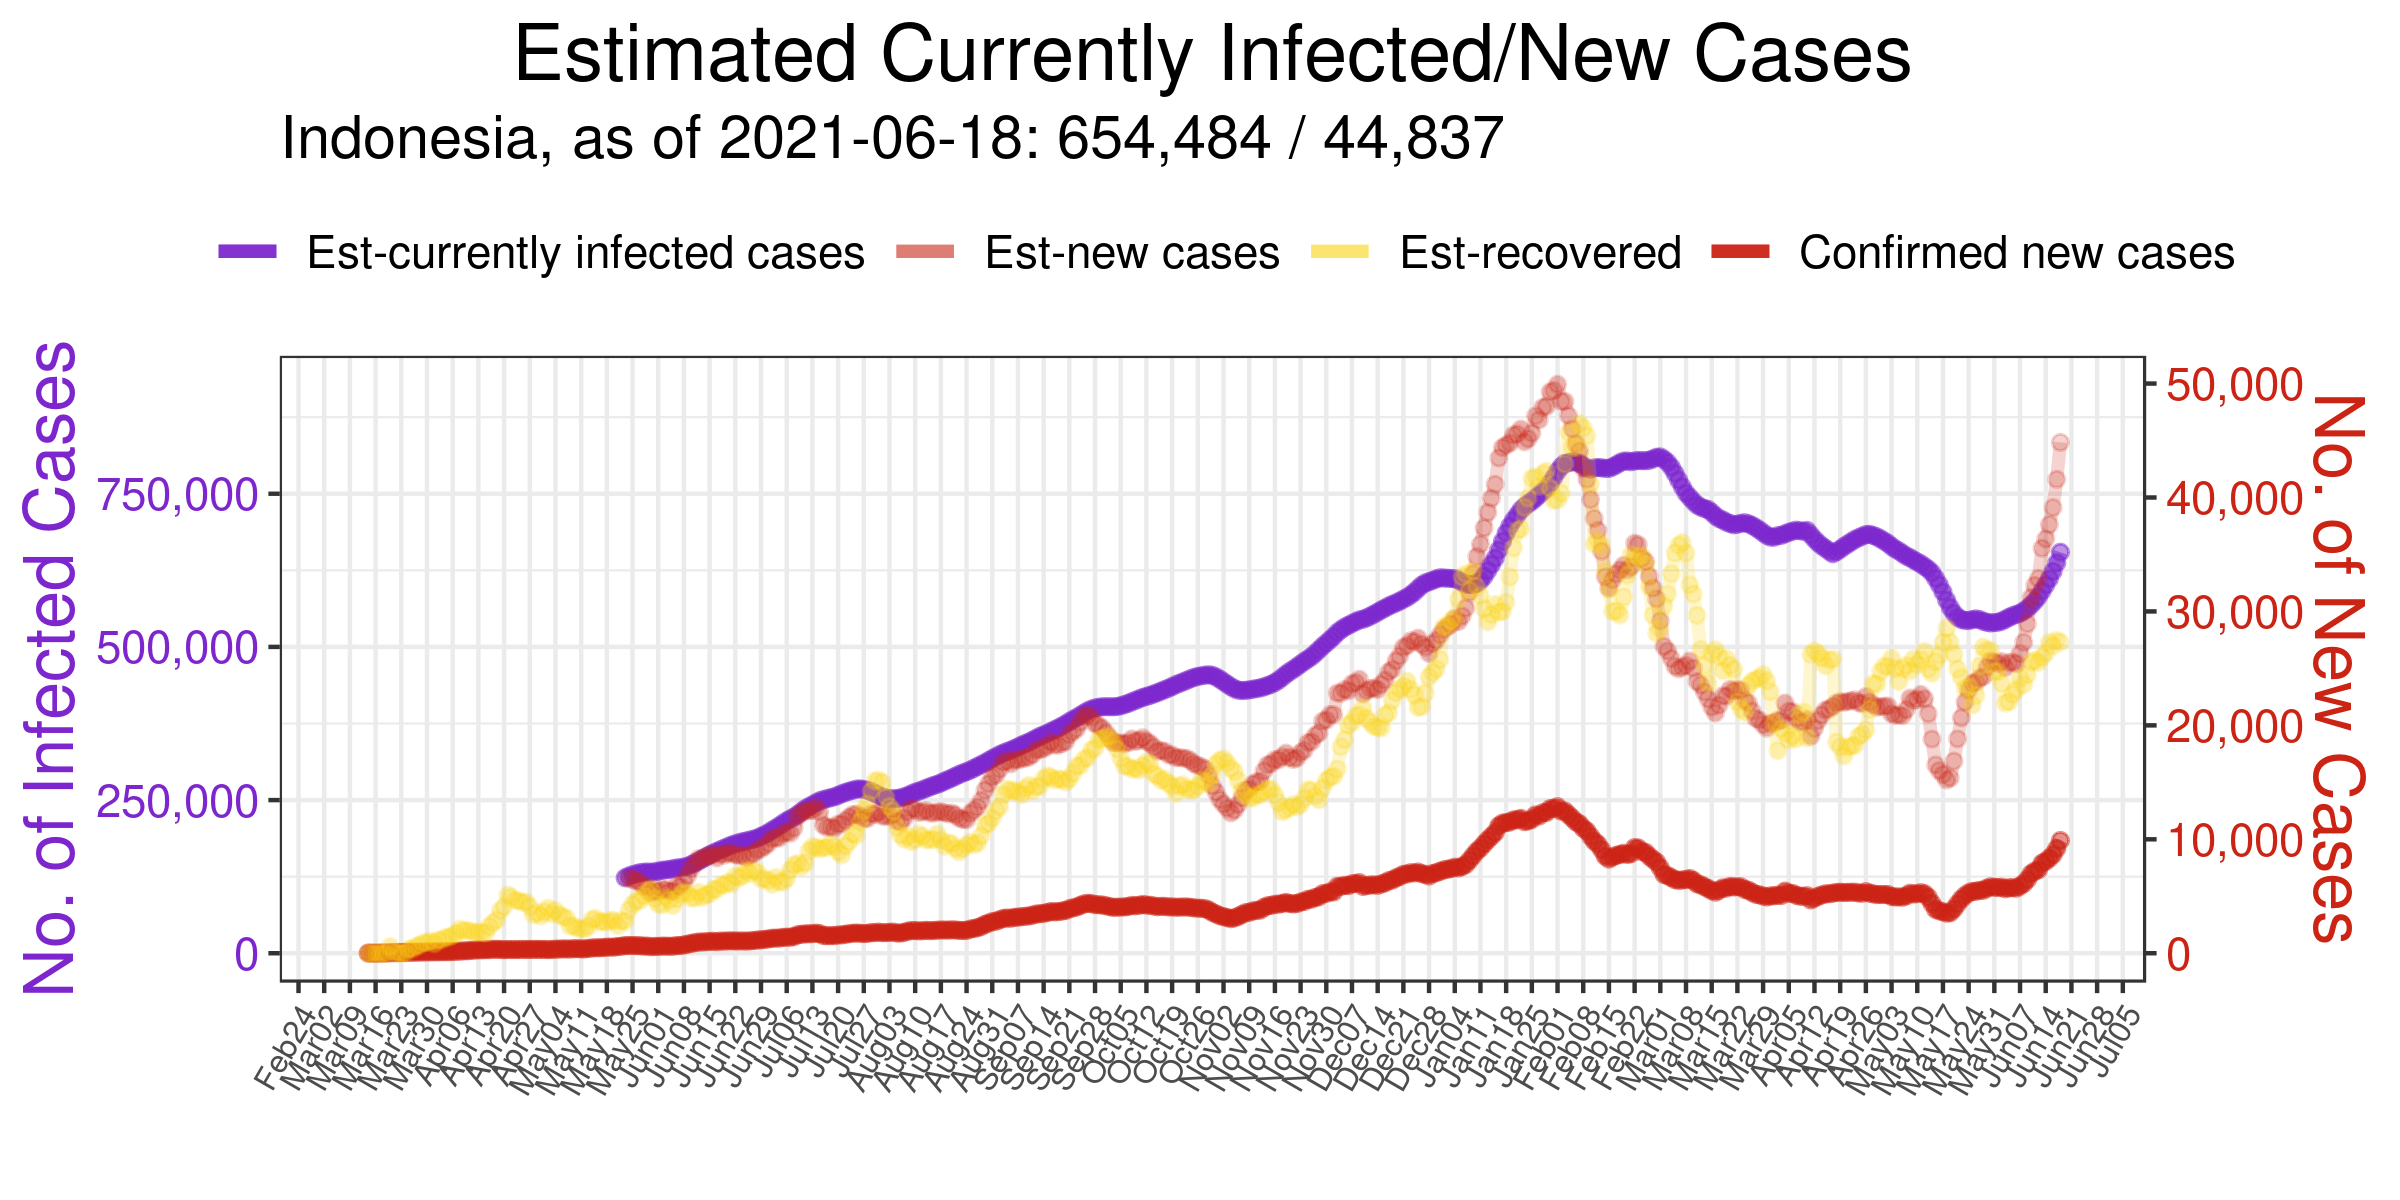 Estimated Currently Infected/New Cases
Indonesia, as of 2021-06-18: 654,484 / 44,837
Est-currently infected cases Est-new cases Est-recovered Confirmed new cases
No. of Infected Cases
750,000
500,000
250,000
0
50,000
40,000
30,000
20,000
10,000
0
No. of New Cases
Feb24 Mar02 Mar09 Mar16 Mar23 Mar30 Apr06 Apr13 Apr20 Apr27 May04 May11 May18 May25 Jun01 Jun08 Jun15 Jun22 Jun29 Jul06 Jul13 Jul20 Jul27 Aug03 Aug10 Aug17 Aug24 Aug31 Sep07 Sep14 Sep21 Sep28 Oct05 Oct12 Oct19 Oct26 Nov02 Nov09 Nov16 Nov23 Nov30 Dec07 Dec14 Dec21 Dec28 Jan04 Jan11 Jan18 Jan25 Feb01 Feb08 Feb15 Feb22 Mar01 Mar08 Mar15 Mar22 Mar29 Apr05 Apr12 Apr19 Apr26 May03 May10 May17 May24 May31 Jun07 Jun14 Jun21 Jun28 Jul05